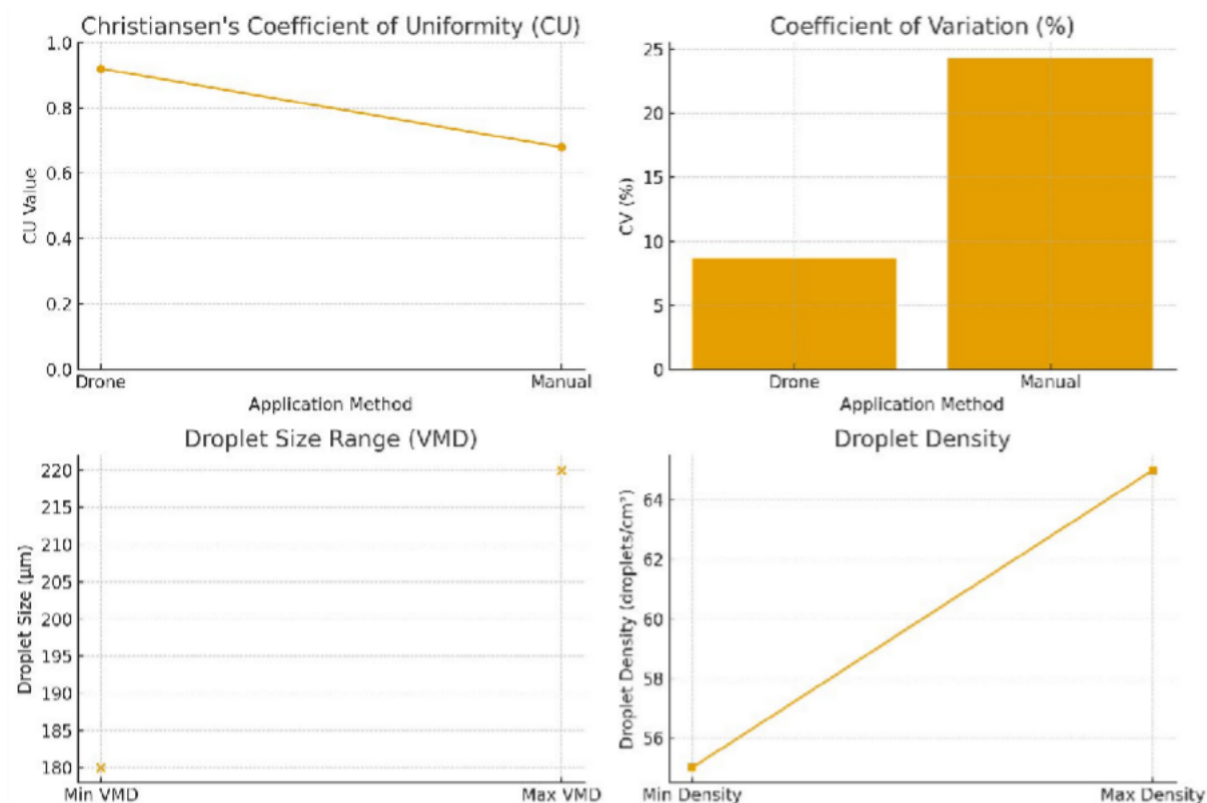 Christiansen's Coefficient of Uniformity (CU)
1.0
0.8
0.6
0.4
0.2
0.0
CU Value
Drone
Manual
Application Method
Coefficient of Variation (%)
25
20
15
10
5
0
CV (%)
Drone
Manual
Application Method
Droplet Size Range (VMD)
220
215
210
205
200
195
190
185
180
Droplet Size (µm)
Min VMD
Max VMD
Droplet Density
64
62
60
58
56
Droplet Density (droplets/cm²)
Min Density
Max Density